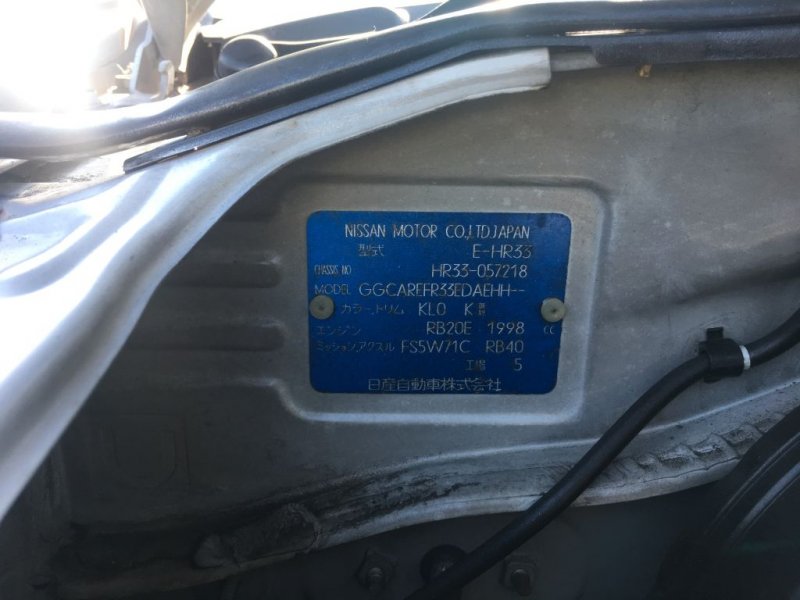 NISSAN MOTOR CO.,LTD.JAPAN
型式 E-HR33
CHASSIS NO HR33-057218
MODEL GGCAREFR33EDAEHH--
カラー.トリム KL0 K
エンジン RB20E 1998 CC
ミッション.アクスル FS5W71C RB40
工場 5
日産自動車株式会社